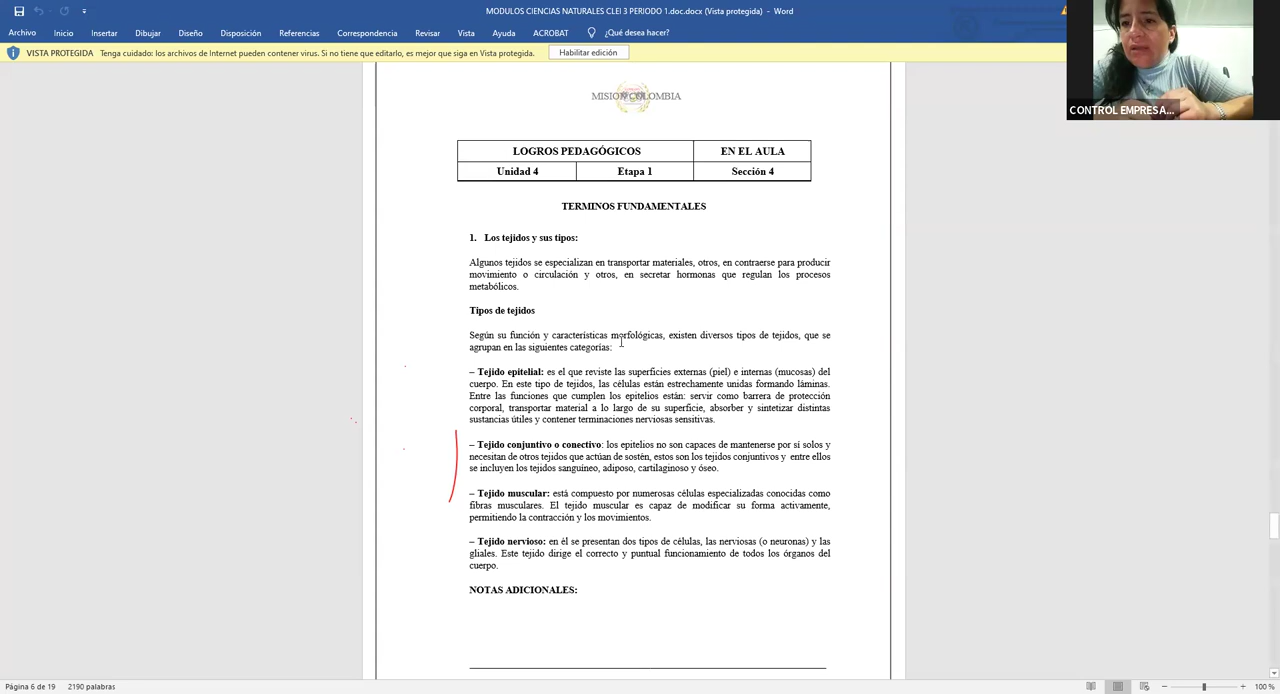 MODULOS CIENCIAS NATURALES CLEI 3 PERIODO 1.doc.docx (Vista protegida) - Word
Archivo Inicio Insertar Dibujar Diseño Disposición Referencias Correspondencia Revisar Vista Ayuda ACROBAT ¿Qué desea hacer?
VISTA PROTEGIDA Tenga cuidado: los archivos de Internet pueden contener virus. Si no tiene que editarlo, es mejor que siga en Vista protegida. Habilitar edición
CONTROL EMPRESA...
MISION COLOMBIA
LOGROS PEDAGÓGICOS EN EL AULA
Unidad 4 Etapa 1 Sección 4
TERMINOS FUNDAMENTALES
1. Los tejidos y sus tipos:
Algunos tejidos se especializan en transportar materiales, otros, en contraerse para producir
movimiento o circulación y otros, en secretar hormonas que regulan los procesos
metabólicos.
Tipos de tejidos
Según su función y características morfológicas, existen diversos tipos de tejidos, que se
agrupan en las siguientes categorías:
– Tejido epitelial: es el que reviste las superficies externas (piel) e internas (mucosas) del
cuerpo. En este tipo de tejidos, las células están estrechamente unidas formando láminas.
Entre las funciones que cumplen los epitelios están: servir como barrera de protección
corporal, transportar material a lo largo de su superficie, absorber y sintetizar distintas
sustancias útiles y contener terminaciones nerviosas sensitivas.
– Tejido conjuntivo o conectivo: los epitelios no son capaces de mantenerse por sí solos y
necesitan de otros tejidos que actúan de sostén, estos son los tejidos conjuntivos y entre ellos
se incluyen los tejidos sanguíneo, adiposo, cartilaginoso y óseo.
– Tejido muscular: está compuesto por numerosas células especializadas conocidas como
fibras musculares. El tejido muscular es capaz de modificar su forma activamente,
permitiendo la contracción y los movimientos.
– Tejido nervioso: en él se presentan dos tipos de células, las nerviosas (o neuronas) y las
gliales. Este tejido dirige el correcto y puntual funcionamiento de todos los órganos del
cuerpo.
NOTAS ADICIONALES:
Página 6 de 19 2190 palabras 100 %